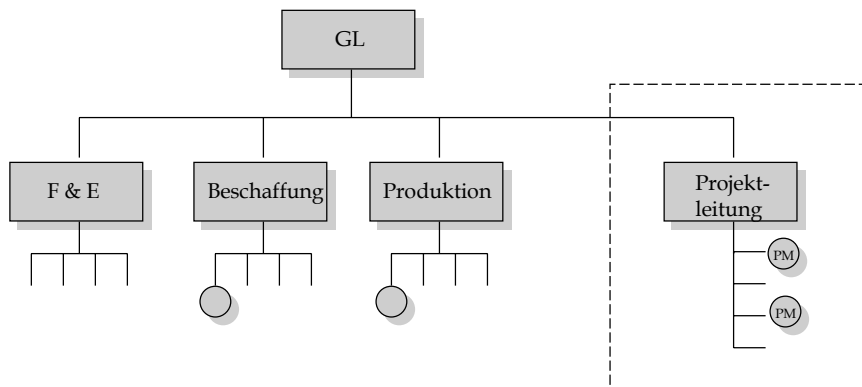 GL
F & E
Beschaffung
Produktion
Projekt-
leitung
PM
PM